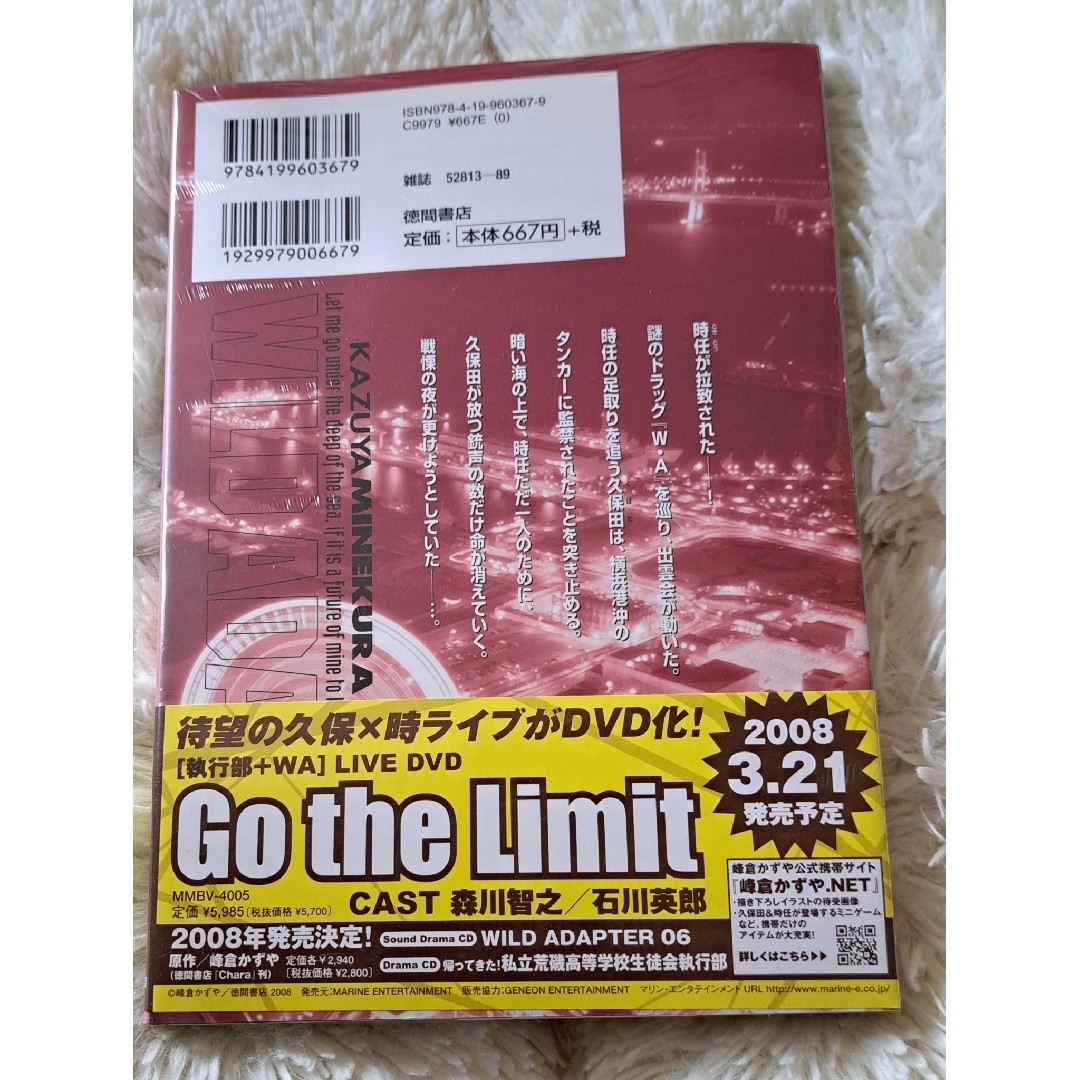 ISBN978-4-19-960367-9
C9979 ¥667E (0)
9784199603679
雑誌 52813—89
徳間書店
定価：本体667円+税
1929979006679
時任が拉致された——！
謎のドラッグ『W・A』を巡り、出雲会が動いた。
時任の足取りを追う久保田は、横浜港沖の
タンカーに監禁されたことを突き止める。
暗い海の上で、時任ただ一人のために、
久保田が放つ銃声の数だけ命が消えていく。
戦慄の夜が更けようとしていた——…。
KAZUYA MINEKURA
Let me go under the deep of the sea. if it is a future of mine to
WILD ADA
待望の久保×時ライブがDVD化！
[執行部+WA] LIVE DVD
Go the Limit
MMBV-4005
定価 ¥5,985［税抜価格 ¥5,700］
CAST 森川智之／石川英郎
2008
3.21
発売予定
2008年発売決定！
原作／峰倉かずや
（徳間書店「Chara」刊）
定価各￥2,940
［税抜価格 ¥2,800］
Sound Drama CD WILD ADAPTER 06
Drama CD 帰ってきた！私立荒磯高等学校生徒会執行部
峰倉かずや公式携帯サイト
『峰倉かずや.NET』
・描き下ろしイラストの待受画像
・久保田&時任が登場するミニゲーム
など、携帯だけの
アイテムが大充実！
詳しくはこちら▶▶
©峰倉かずや／徳間書店 2008 発売元：MARINE ENTERTAINMENT 販売協力：GENEON ENTERTAINMENT マリン・エンタテインメント URL http://www.marine-e.co.jp/